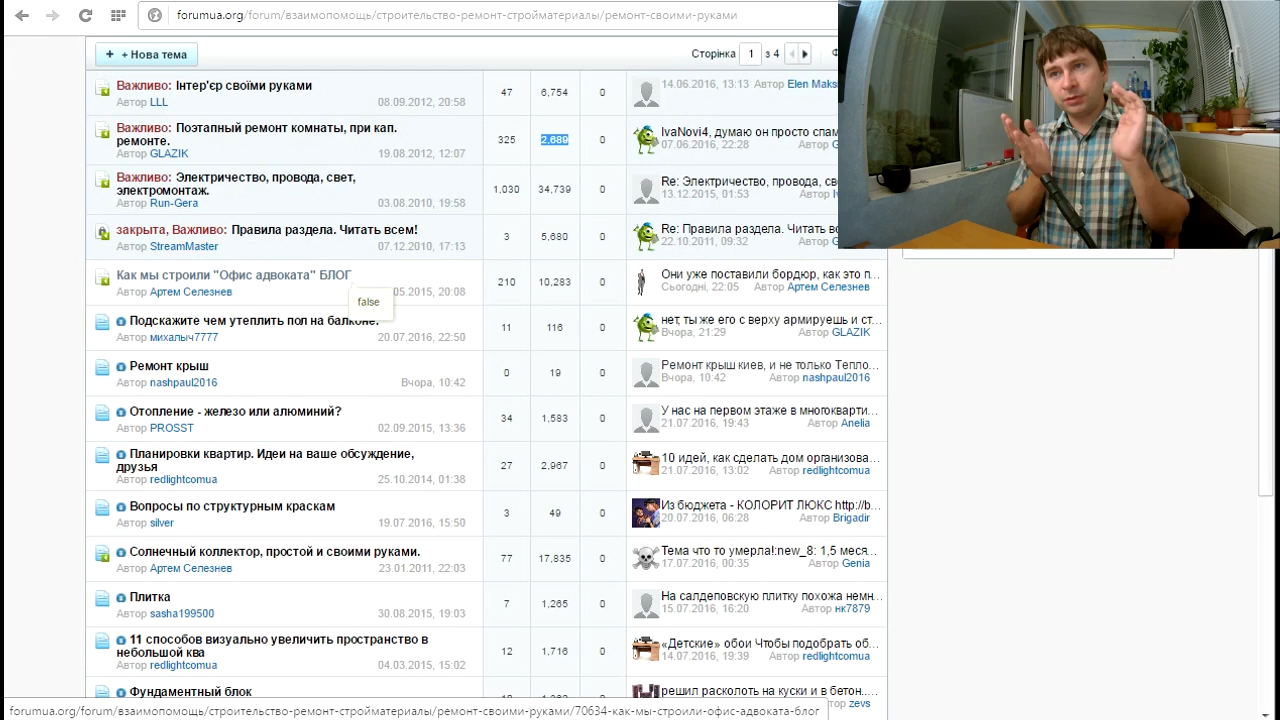 forumua.org/forum/взаимопомощь/строительство-ремонт-стройматериалы/ремонт-своими-руками
+ + Нова тема
Сторінка 1 з 4
Важливо: Інтер'єр своїми руками
Автор LLL 08.09.2012, 20:58
47 6,754 0
14.06.2016, 13:13 Автор Elen Maks
Важливо: Поэтапный ремонт комнаты, при кап.
ремонте.
Автор GLAZIK 19.08.2012, 12:07
325 2,689 0
IvaNovi4, думаю он просто спам
07.06.2016, 22:28 Автор G
Важливо: Электричество, провода, свет,
электромонтаж.
Автор Run-Gera 03.08.2010, 19:58
1,030 34,739 0
Re: Электричество, провода, св
13.12.2015, 01:53 Автор
закрыта, Важливо: Правила раздела. Читать всем!
Автор StreamMaster 07.12.2010, 17:13
3 5,680 0
Re: Правила раздела. Читать вс
22.10.2011, 09:32 Автор G
Как мы строили "Офис адвоката" БЛОГ
Автор Артем Селезнев 05.2015, 20:08
210 10,283 0
Они уже поставили бордюр, как это п…
Сьогодні, 22:05 Автор Артем Селезнев
false
Подскажите чем утеплить пол на балконе.
Автор михалыч7777 20.07.2016, 22:50
11 116 0
нет, ты же его с верху армируешь и ст…
Вчора, 21:29 Автор GLAZIK
Ремонт крыш
Автор nashpaul2016 Вчора, 10:42
0 19 0
Ремонт крыш киев, и не только Тепло…
Вчора, 10:42 Автор nashpaul2016
Отопление - железо или алюминий?
Автор PROSST 02.09.2015, 13:36
34 1,583 0
У нас на первом этаже в многокварти…
21.07.2016, 19:43 Автор Anelia
Планировки квартир. Идеи на ваше обсуждение,
друзья
Автор redlightcomua 25.10.2014, 01:38
27 2,967 0
10 идей, как сделать дом организова…
21.07.2016, 13:02 Автор redlightcomua
Вопросы по структурным краскам
Автор silver 19.07.2016, 15:50
3 49 0
Из бюджета - КОЛОРИТ ЛЮКС http://b…
20.07.2016, 06:28 Автор Brigadir
Солнечный коллектор, простой и своими руками.
Автор Артем Селезнев 23.01.2011, 22:03
77 17,835 0
Тема что то умерла!:new_8: 1,5 меся…
17.07.2016, 00:35 Автор Genia
Плитка
Автор sasha199500 30.08.2015, 19:03
7 1,265 0
На салдеповскую плитку похожа немн…
15.07.2016, 16:20 Автор нк7879
11 способов визуально увеличить пространство в
небольшой ква
Автор redlightcomua 04.03.2015, 15:02
12 1,716 0
«Детские» обои Чтобы подобрать об…
14.07.2016, 19:39 Автор redlightcomua
Фундаментный блок
решил расколоть на куски и в бетон.…
тор zevs
forumua.org/forum/взаимопомощь/строительство-ремонт-стройматериалы/ремонт-своими-руками/70634-как-мы-строили-офис-адвоката-блог